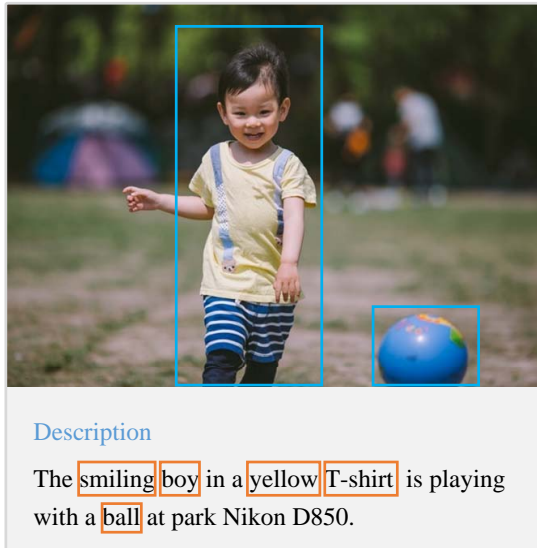 Description
The smiling boy in a yellow T-shirt is playing
with a ball at park Nikon D850.